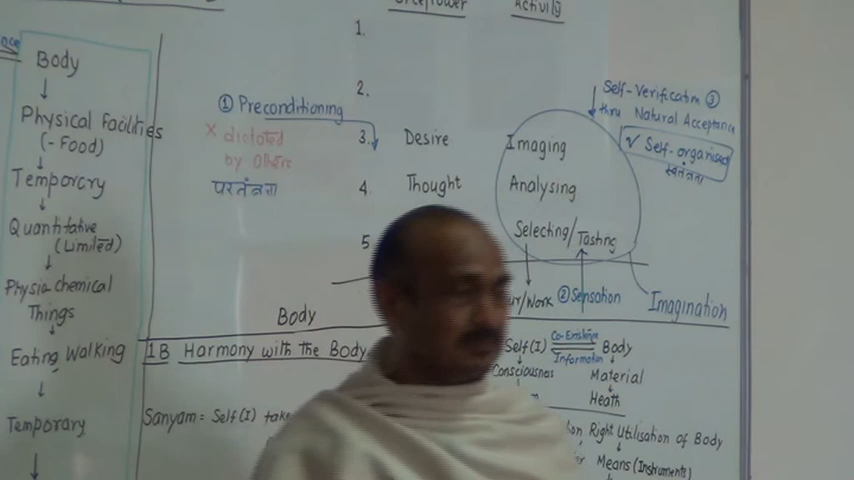 Activity
1.
2.
3. Desire Imaging
4. Thought Analysing
5 Selecting/Tasting
① Preconditioning
x dictated
by others
परतंत्रता
Self-Verification ③
thru Natural Acceptance
✓ Self-organised
स्वतंत्रता
② Sensation
Imagination
Body
Body
Physical Facilities
(- Food)
Temporary
Quantitative
(Limited)
Physio chemical
Things
Eating Walking
Temporary
1B Harmony with the Body
Sanyam = Self(I)
Self(I) Co-Existence Body
Information
Consciousness Material
Heath
Right Utilisation of Body
Means (Instruments)